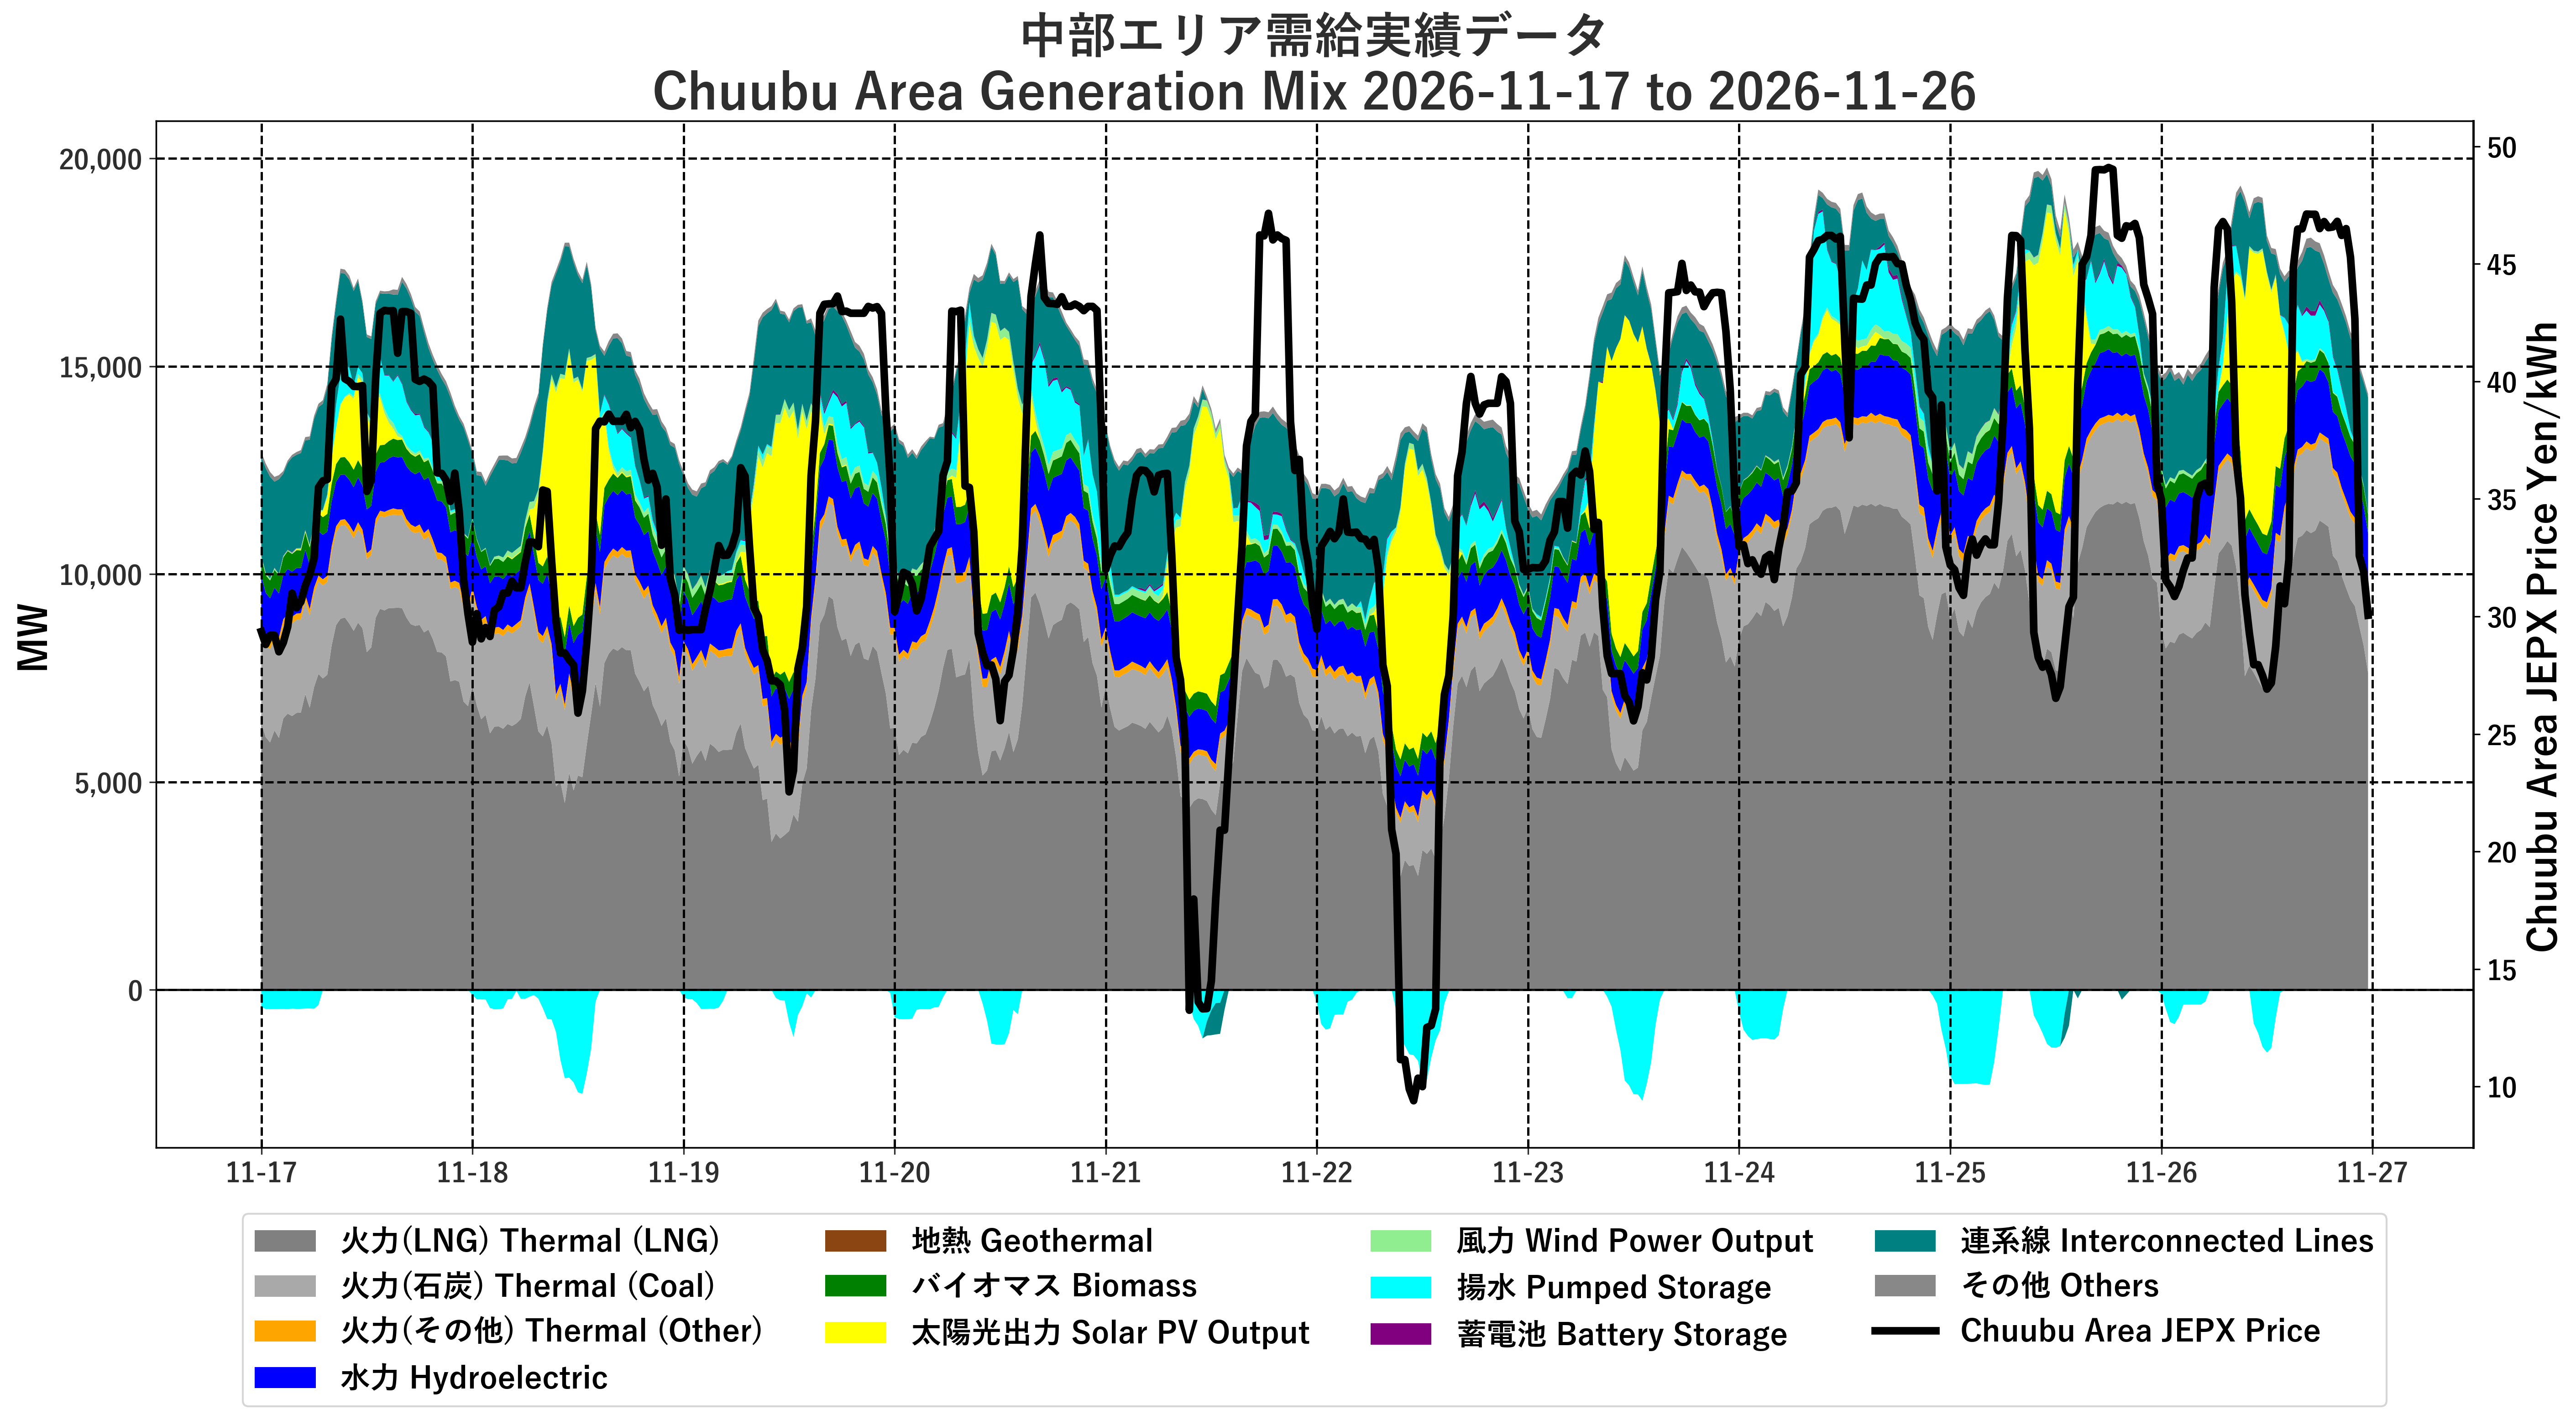 中部エリア需給実績データ
Chuubu Area Generation Mix 2026-11-17 to 2026-11-26
MW
20,000
15,000
10,000
5,000
0
50
45
40
35
30
25
20
15
10
Chuubu Area JEPX Price Yen/kWh
11-17 11-18 11-19 11-20 11-21 11-22 11-23 11-24 11-25 11-26 11-27
火力(LNG) Thermal (LNG)
火力(石炭) Thermal (Coal)
火力(その他) Thermal (Other)
水力 Hydroelectric
地熱 Geothermal
バイオマス Biomass
太陽光出力 Solar PV Output
風力 Wind Power Output
揚水 Pumped Storage
蓄電池 Battery Storage
連系線 Interconnected Lines
その他 Others
Chuubu Area JEPX Price